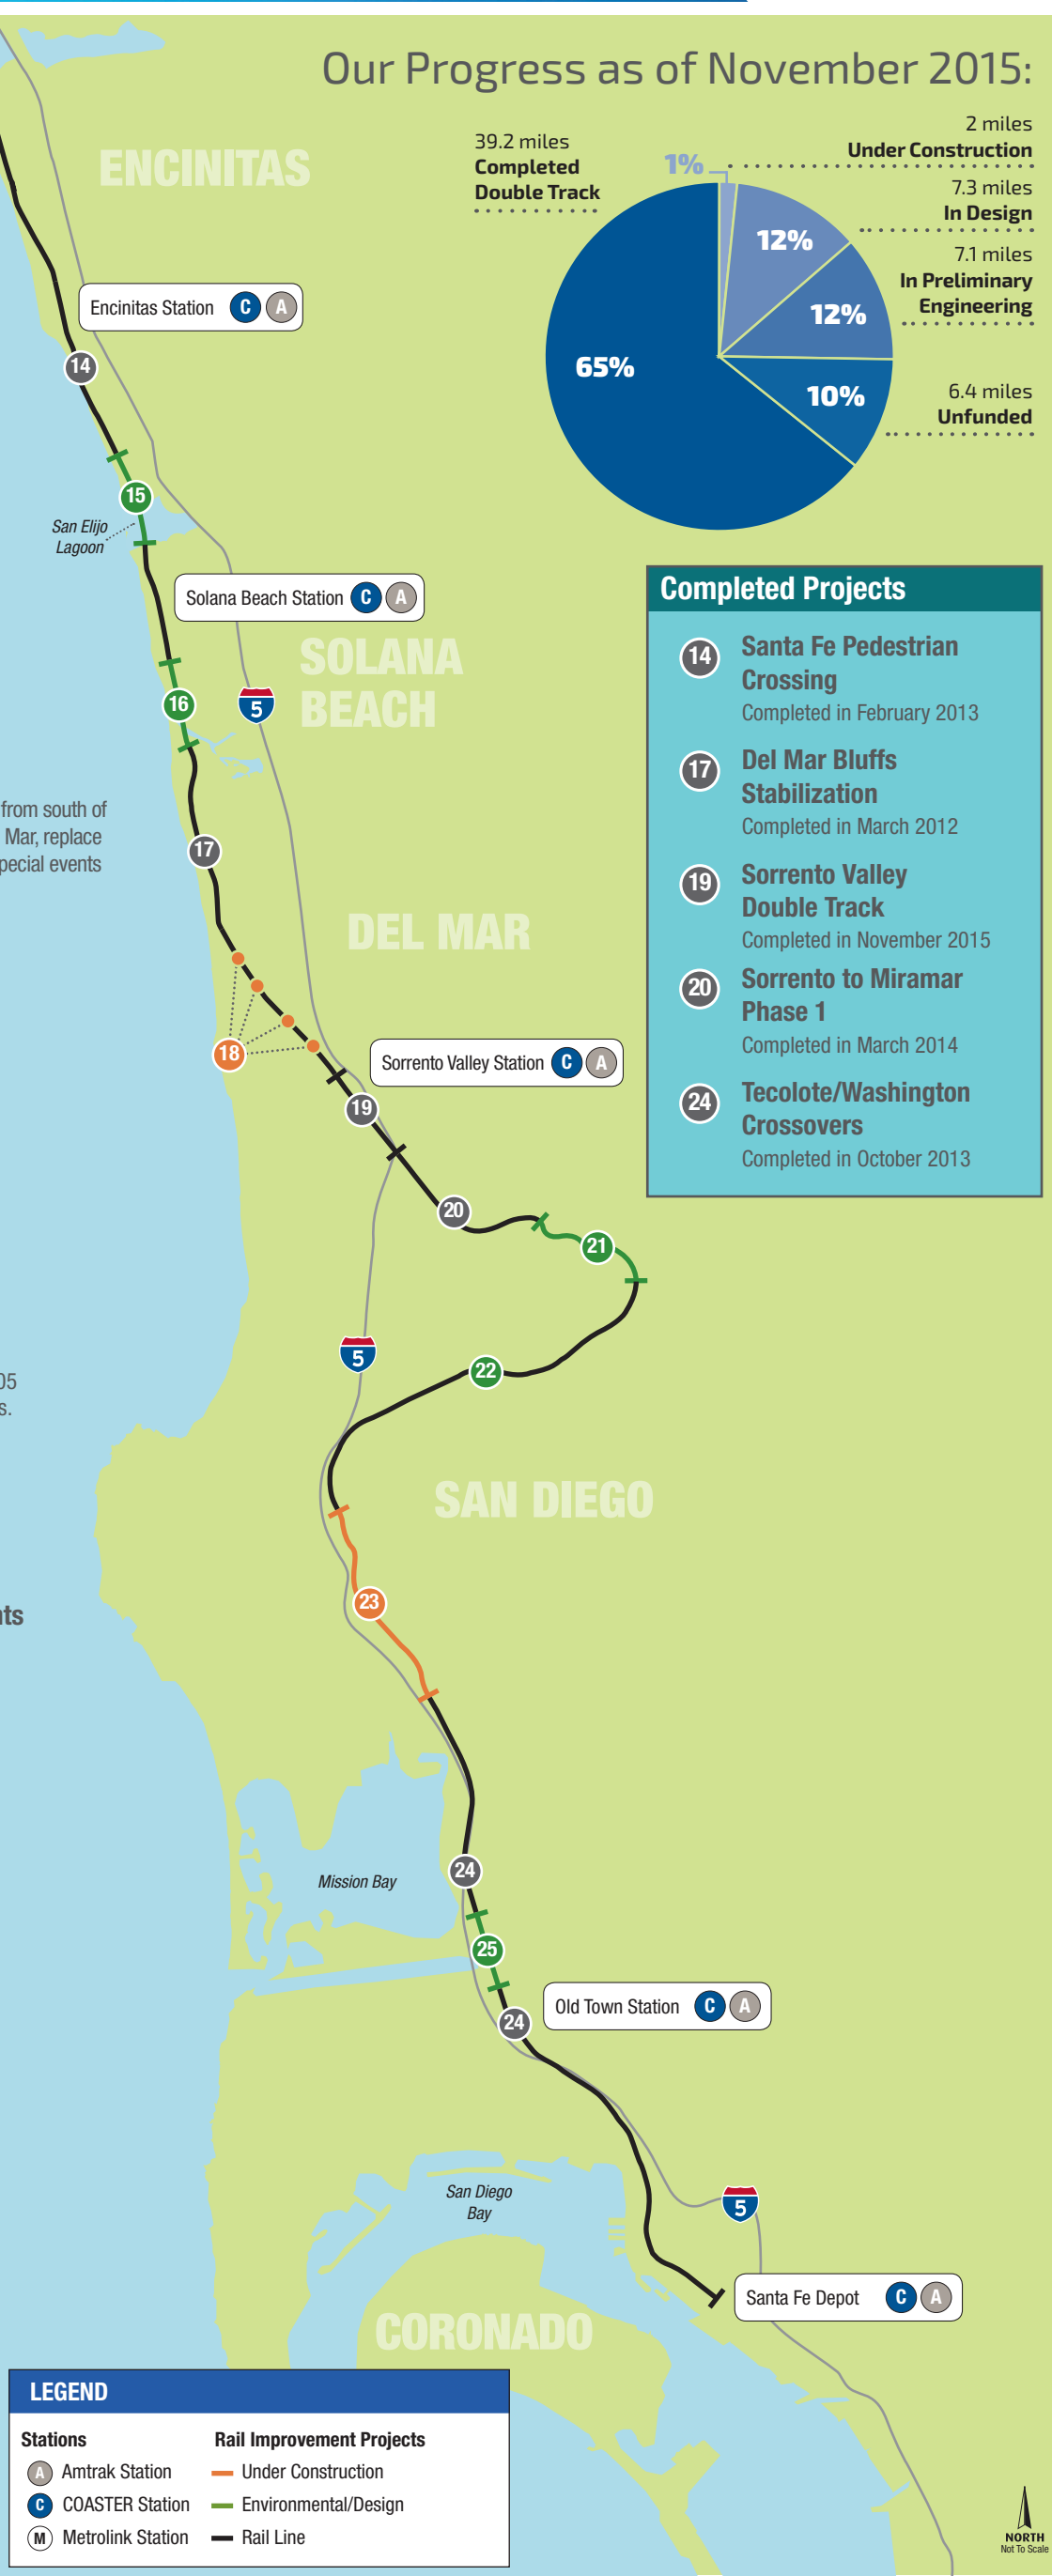 Our Progress as of November 2015:
39.2 miles
Completed
Double Track
1%
2 miles
Under Construction
7.3 miles
In Design
7.1 miles
In Preliminary
Engineering
6.4 miles
Unfunded
12%
12%
10%
65%
ENCINITAS
Encinitas Station C A
14
15
San Elijo
Lagoon
Solana Beach Station C A
SOLANA
BEACH
16
5
from south of
Mar, replace
pecial events
17
DEL MAR
18
Sorrento Valley Station C A
19
20
21
5
22
05
s.
SAN DIEGO
nts
23
Mission Bay
24
25
Old Town Station C A
24
San Diego
Bay
5
Santa Fe Depot C A
CORONADO
Completed Projects
14 Santa Fe Pedestrian
Crossing
Completed in February 2013
17 Del Mar Bluffs
Stabilization
Completed in March 2012
19 Sorrento Valley
Double Track
Completed in November 2015
20 Sorrento to Miramar
Phase 1
Completed in March 2014
24 Tecolote/Washington
Crossovers
Completed in October 2013
LEGEND
Stations
A Amtrak Station
C COASTER Station
M Metrolink Station
Rail Improvement Projects
Under Construction
Environmental/Design
Rail Line
NORTH
Not To Scale